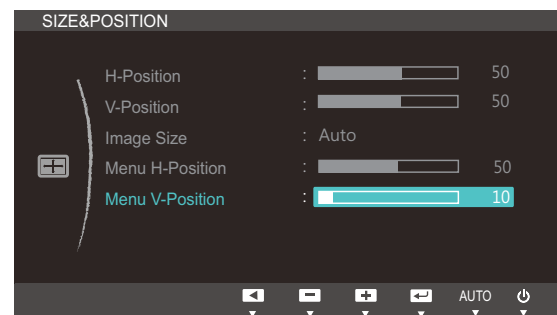 SIZE&POSITION
H-Position : 50
V-Position : 50
Image Size : Auto
Menu H-Position : 50
Menu V-Position : 10
AUTO